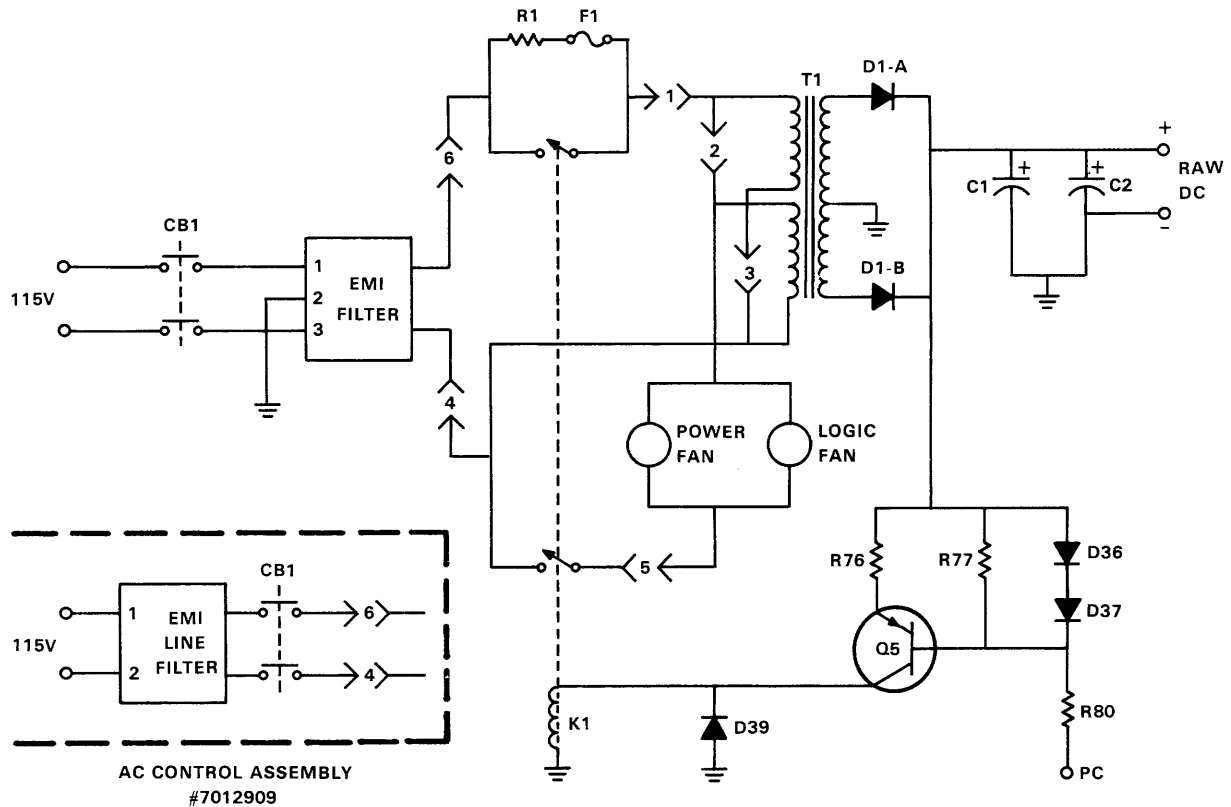 R1 F1
T1
D1-A
1
2
6
+
+ +
C1 C2
RAW
DC
-
CB1
115V
1
2
3
EMI
FILTER
3
D1-B
4
POWER
FAN
LOGIC
FAN
5
R76
R77
D36
D37
Q5
R80
PC
K1
D39
115V
1
2
EMI
LINE
FILTER
CB1
6
4
AC CONTROL ASSEMBLY
#7012909